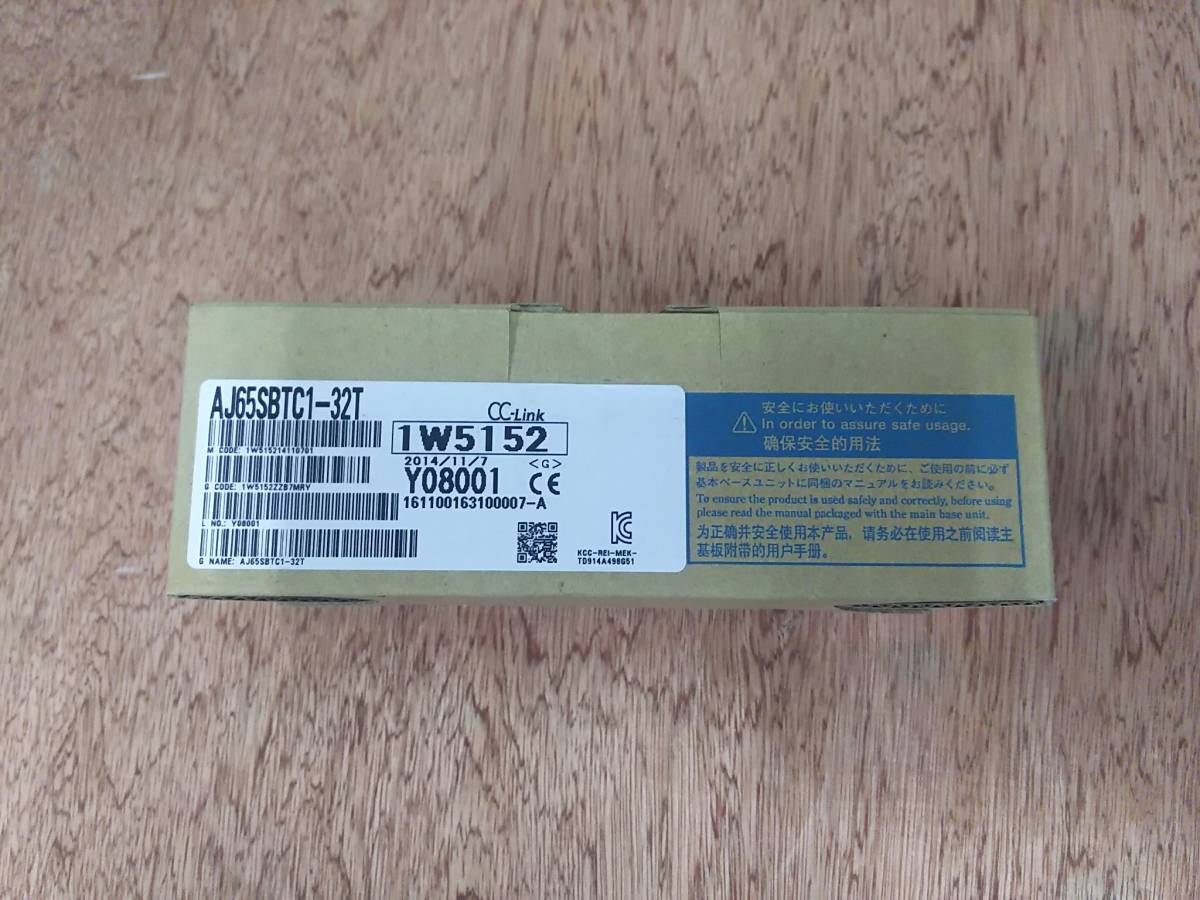 AJ65SBTC1-32T
CC-Link
M CODE: 1W515214110701
1W5152
2014/11/7 <G>
G CODE: 1W5152ZZB7MRY
Y08001 CE
161100163100007-A
L NO.: Y08001
G NAME: AJ65SBTC1-32T
KCC-REI-MEK-
TD914A498G51
安全にお使いいただくために
In order to assure safe usage.
确保安全的用法
製品を安全に正しくお使いいただくために、ご使用の前に必ず
基本ベースユニットに同梱のマニュアルをお読みください。
To ensure the product is used safely and correctly, before using
please read the manual packaged with the main base unit.
为正确并安全使用本产品，请务必在使用之前阅读主
基板附带的用户手册。